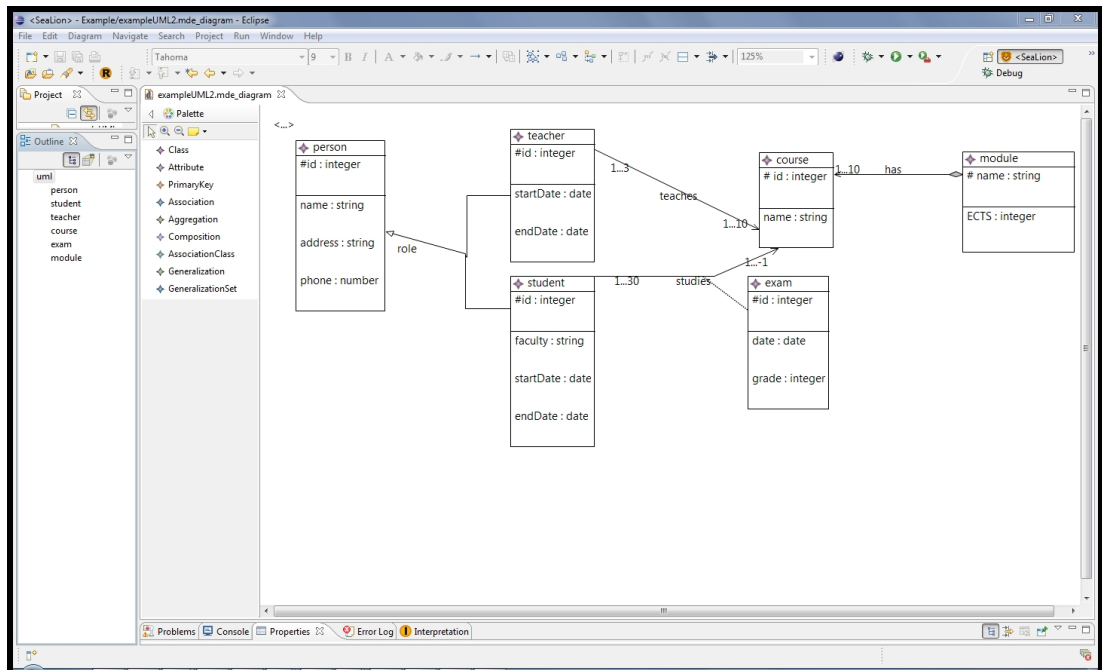 <SeaLion> - Example/exampleUML2.mde_diagram - Eclipse
File Edit Diagram Navigate Search Project Run Window Help
Tahoma 9 B I A 125% <SeaLion> »
R Debug
Project
exampleUML2.mde_diagram
Outline
uml
person
student
teacher
course
exam
module
Palette
Class
Attribute
PrimaryKey
Association
Aggregation
Composition
AssociationClass
Generalization
GeneralizationSet
<...>
person
#id : integer
name : string
address : string
phone : number
role
teacher
#id : integer
startDate : date
endDate : date
1...3
teaches
1...10
student
#id : integer
faculty : string
startDate : date
endDate : date
1...30
studies
1...-1
course
# id : integer
name : string
1...10
has
module
# name : string
ECTS : integer
exam
#id : integer
date : date
grade : integer
Problems Console Properties Error Log Interpretation